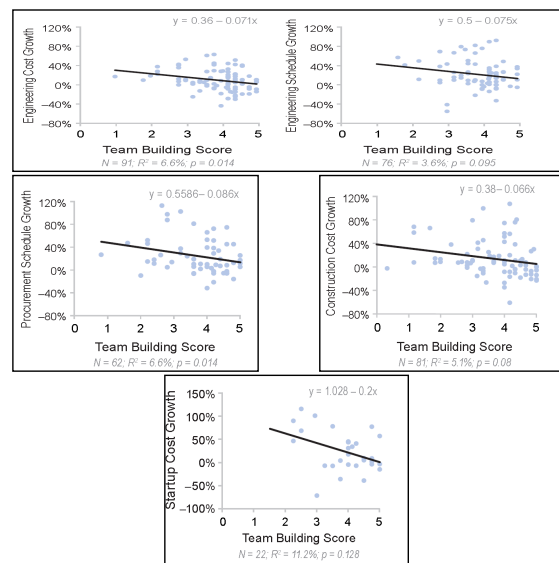 y = 0.36 – 0.071x
Engineering Cost Growth
120%
80%
40%
0%
–40%
–80%
0 1 2 3 4 5
Team Building Score
N = 91; R² = 6.6%; p = 0.014
y = 0.5 – 0.075x
Engineering Schedule Growth
120%
80%
40%
0%
–40%
–80%
0 1 2 3 4 5
Team Building Score
N = 76; R² = 3.6%; p = 0.095
y = 0.5586– 0.086x
Procurement Schedule Growth
120%
80%
40%
0%
–40%
–80%
0 1 2 3 4 5
Team Building Score
N = 62; R² = 6.6%; p = 0.014
y = 0.38– 0.066x
Construction Cost Growth
120%
80%
40%
0%
–40%
–80%
0 1 2 3 4 5
Team Building Score
N = 81; R² = 5.1%; p = 0.08
y = 1.028 – 0.2x
Startup Cost Growth
150%
100%
50%
0%
–50%
–100%
0 1 2 3 4 5
Team Building Score
N = 22; R² = 11.2%; p = 0.128